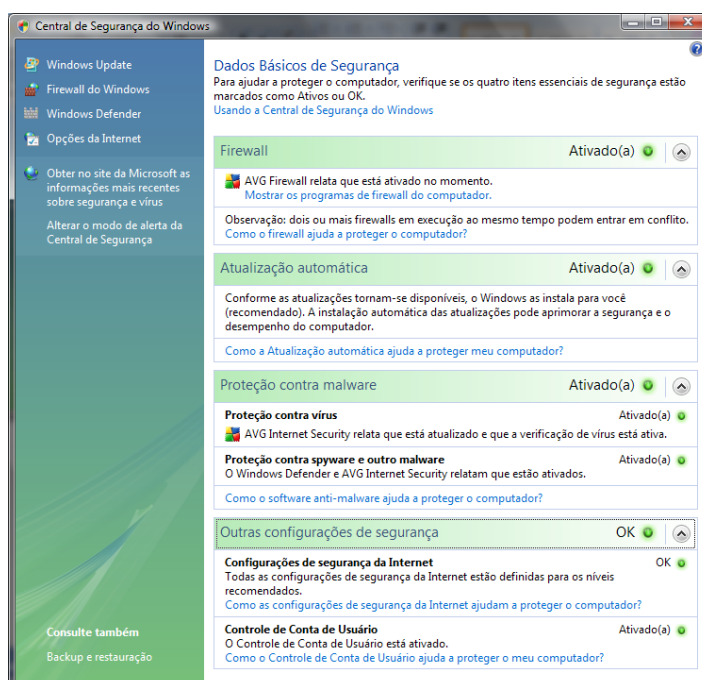 Central de Segurança do Windows
Windows Update
Firewall do Windows
Windows Defender
Opções da Internet
Obter no site da Microsoft as
informações mais recentes
sobre segurança e vírus
Alterar o modo de alerta da
Central de Segurança
Consulte também
Backup e restauração
Dados Básicos de Segurança
Para ajudar a proteger o computador, verifique se os quatro itens essenciais de segurança estão
marcados como Ativos ou OK.
Usando a Central de Segurança do Windows
Firewall Ativado(a)
AVG Firewall relata que está ativado no momento.
Mostrar os programas de firewall do computador.
Observação: dois ou mais firewalls em execução ao mesmo tempo podem entrar em conflito.
Como o firewall ajuda a proteger o computador?
Atualização automática Ativado(a)
Conforme as atualizações tornam-se disponíveis, o Windows as instala para você
(recomendado). A instalação automática das atualizações pode aprimorar a segurança e o
desempenho do computador.
Como a Atualização automática ajuda a proteger meu computador?
Proteção contra malware Ativado(a)
Proteção contra vírus Ativado(a)
AVG Internet Security relata que está atualizado e que a verificação de vírus está ativa.
Proteção contra spyware e outro malware Ativado(a)
O Windows Defender e AVG Internet Security relatam que estão ativados.
Como o software anti-malware ajuda a proteger o computador?
Outras configurações de segurança OK
Configurações de segurança da Internet OK
Todas as configurações de segurança da Internet estão definidas para os níveis
recomendados.
Como as configurações de segurança da Internet ajudam a proteger o computador?
Controle de Conta de Usuário Ativado(a)
O Controle de Conta de Usuário está ativado.
Como o Controle de Conta de Usuário ajuda a proteger o meu computador?